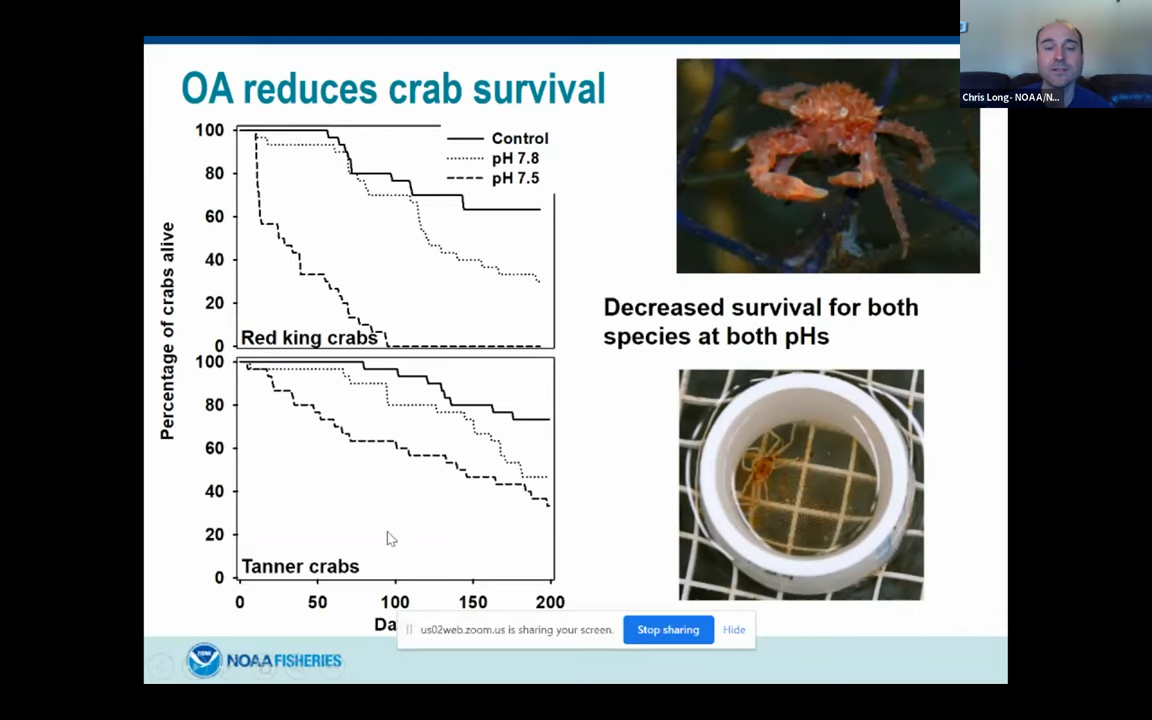 Chris Long- NOAA/N...
OA reduces crab survival
Control
pH 7.8
pH 7.5
Percentage of crabs alive
100
80
60
40
20
0
Red king crabs
100
80
60
40
20
0
Tanner crabs
0 50 100 150 200
Da
Decreased survival for both
species at both pHs
us02web.zoom.us is sharing your screen.
Stop sharing
Hide
NOAA FISHERIES